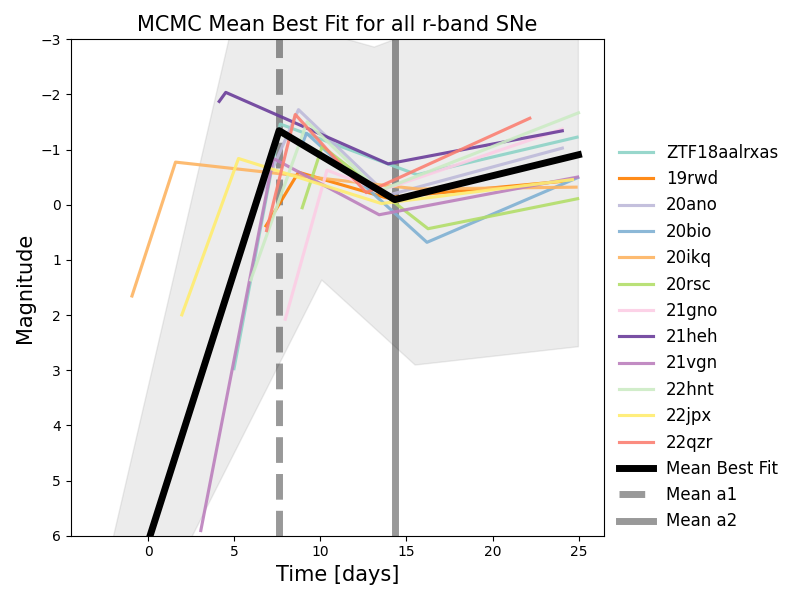 MCMC Mean Best Fit for all r-band SNe
−3
−2
−1
0
1
2
3
4
5
6
Magnitude
0
5
10
15
20
25
Time [days]
ZTF18aalrxas
19rwd
20ano
20bio
20ikq
20rsc
21gno
21heh
21vgn
22hnt
22jpx
22qzr
Mean Best Fit
Mean a1
Mean a2